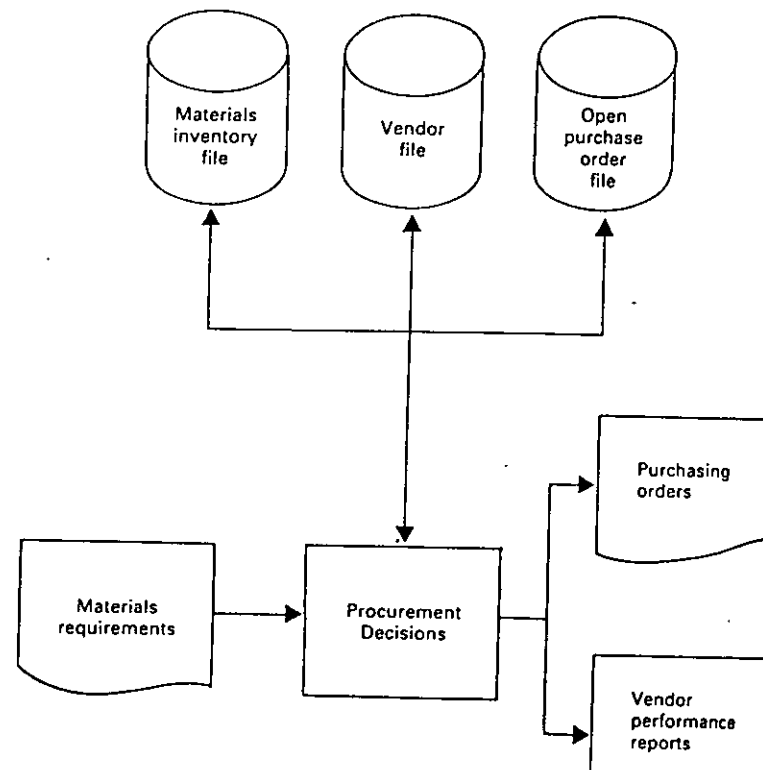 Materials
inventory
file
Vendor
file
Open
purchase
order
file
Purchasing
orders
Materials
requirements
Procurement
Decisions
Vendor
performance
reports